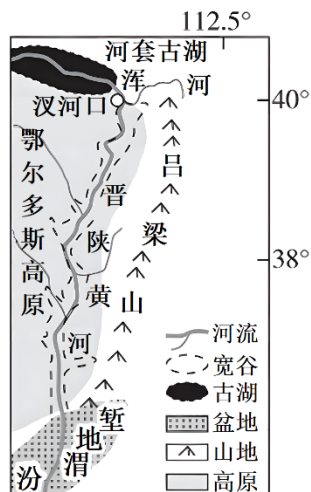 112.5°
河套古湖
浑河
汊河口
40°
鄂尔多斯高原
吕梁山
晋陕黄河
38°
汾渭地堑
河流
宽谷
古湖
盆地
山地
高原